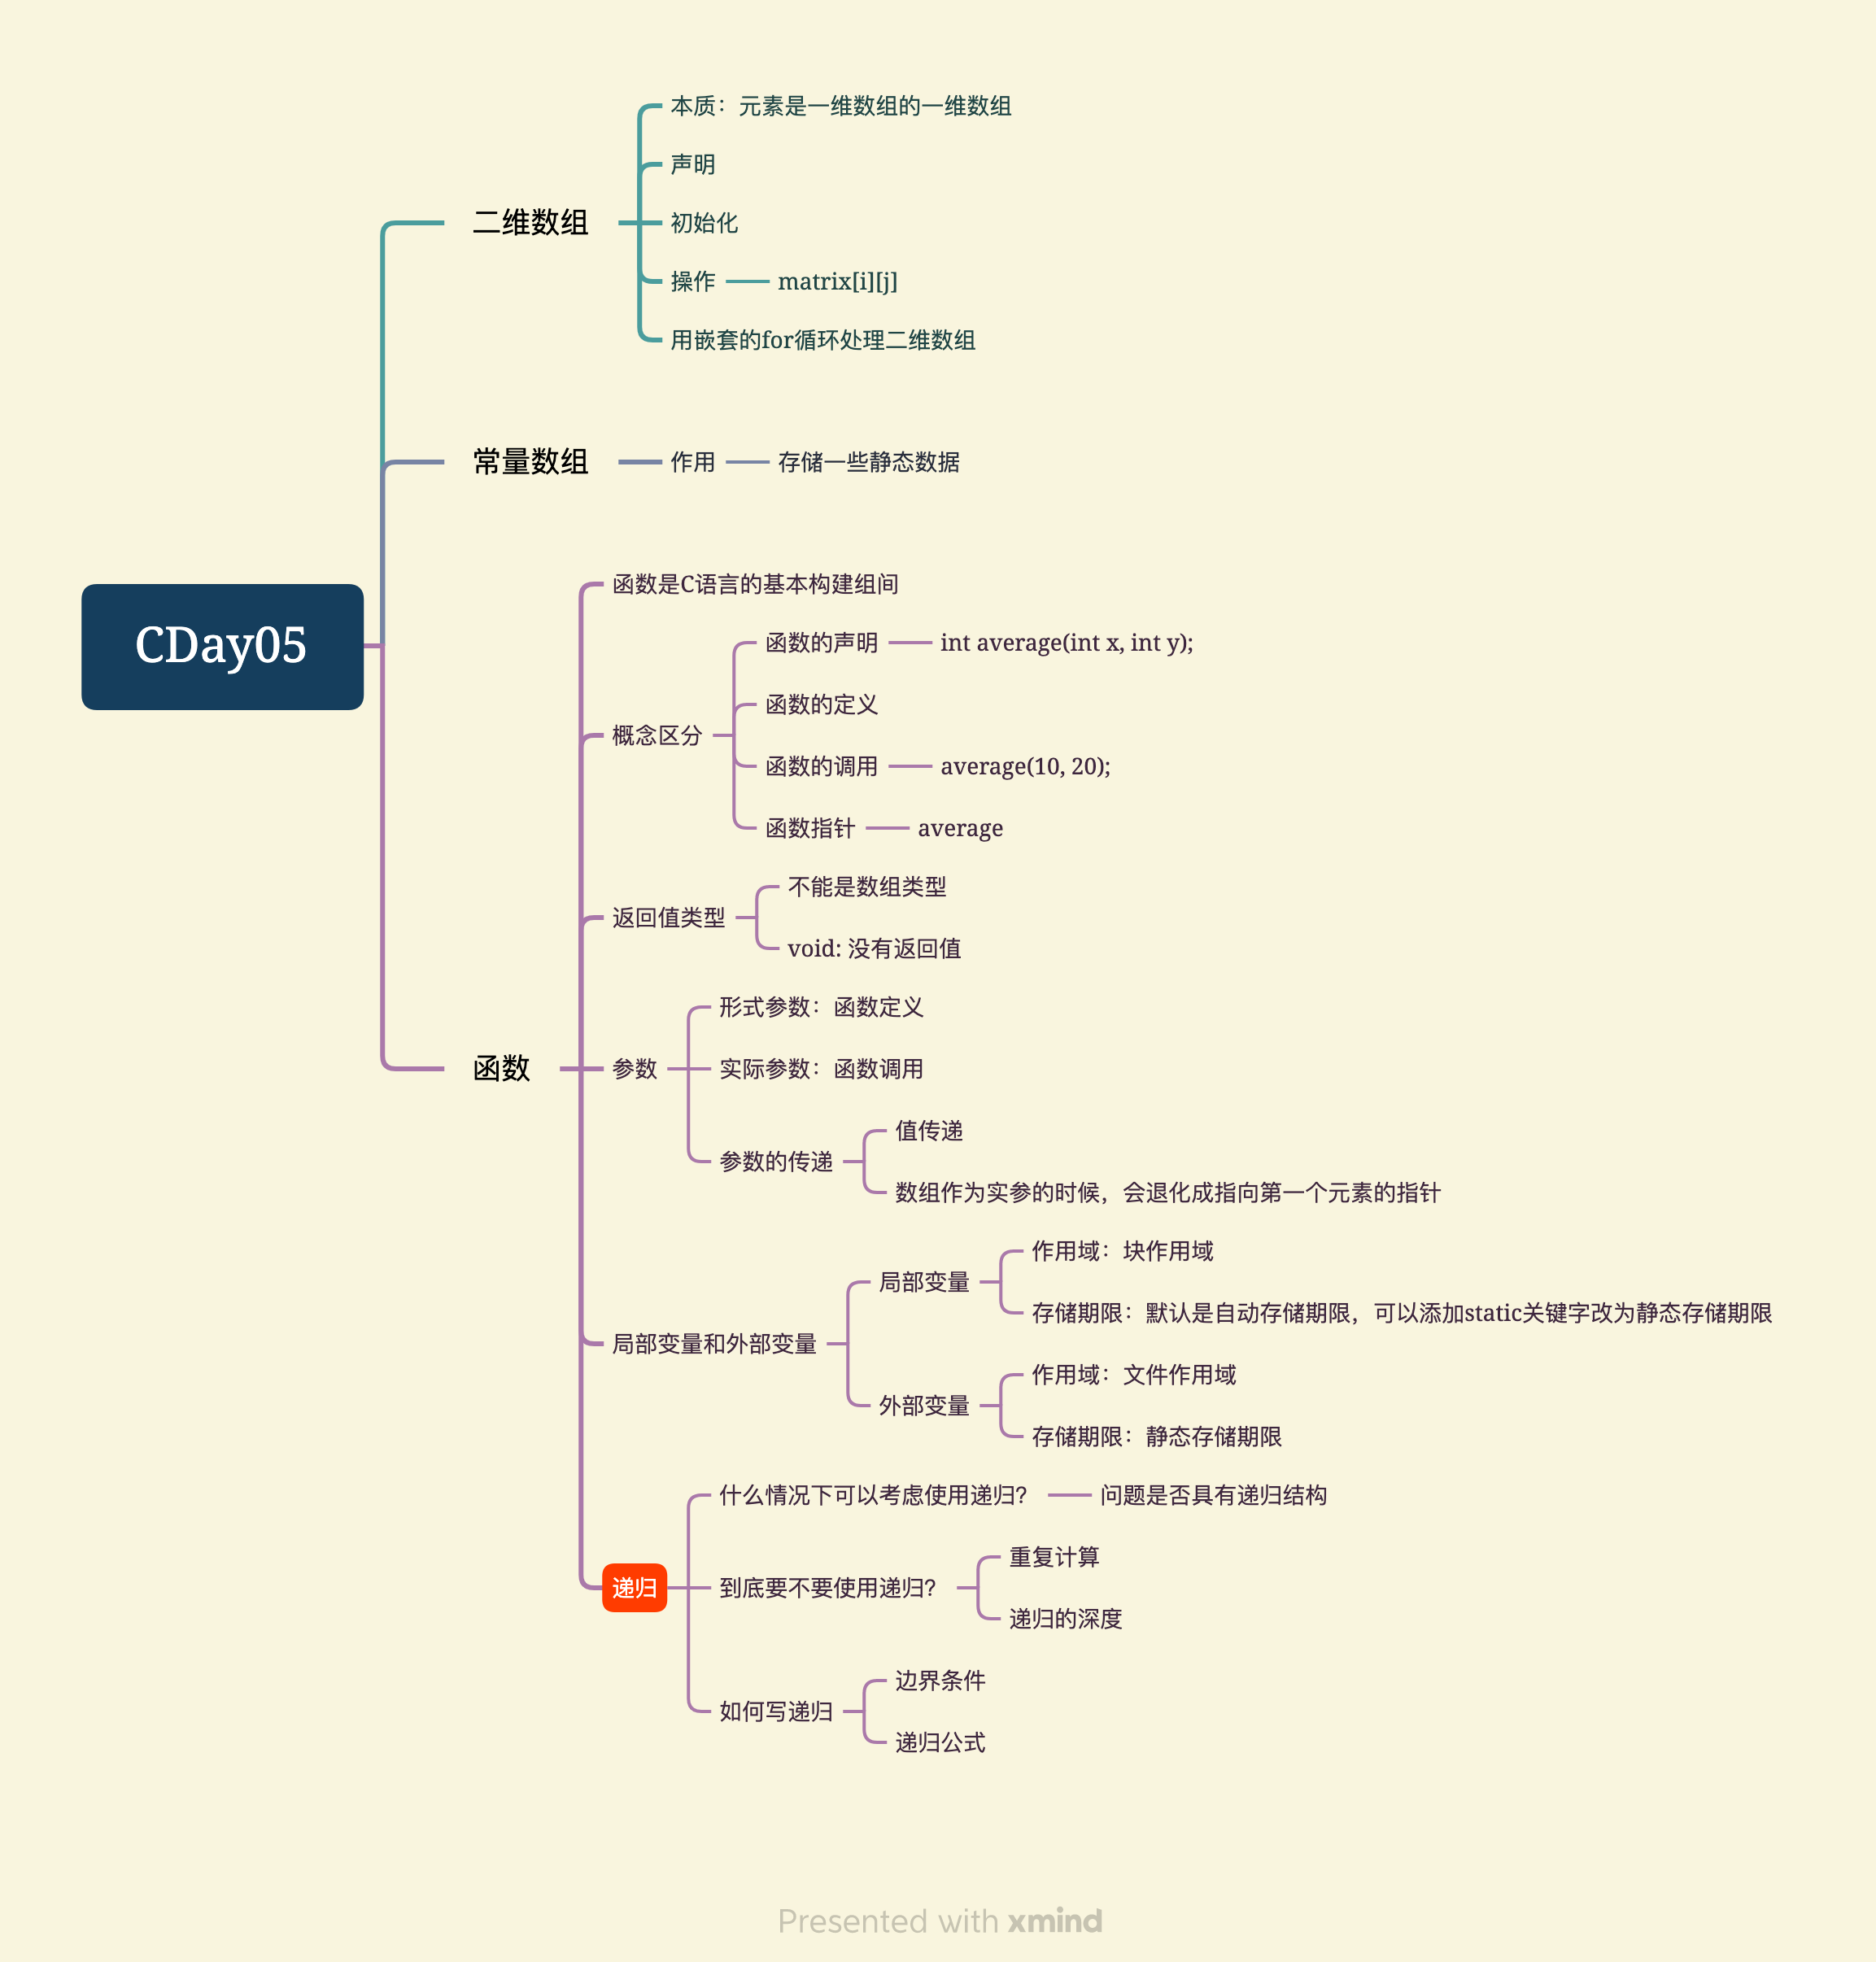 CDay05
二维数组
本质：元素是一维数组的一维数组
声明
初始化
操作
matrix[i][j]
用嵌套的for循环处理二维数组
常量数组
作用
存储一些静态数据
函数
函数是C语言的基本构建组间
概念区分
函数的声明
int average(int x, int y);
函数的定义
函数的调用
average(10, 20);
函数指针
average
返回值类型
不能是数组类型
void: 没有返回值
参数
形式参数：函数定义
实际参数：函数调用
参数的传递
值传递
数组作为实参的时候，会退化成指向第一个元素的指针
局部变量和外部变量
局部变量
作用域：块作用域
存储期限：默认是自动存储期限，可以添加static关键字改为静态存储期限
外部变量
作用域：文件作用域
存储期限：静态存储期限
递归
什么情况下可以考虑使用递归？
问题是否具有递归结构
到底要不要使用递归？
重复计算
递归的深度
如何写递归
边界条件
递归公式
Presented with xmind